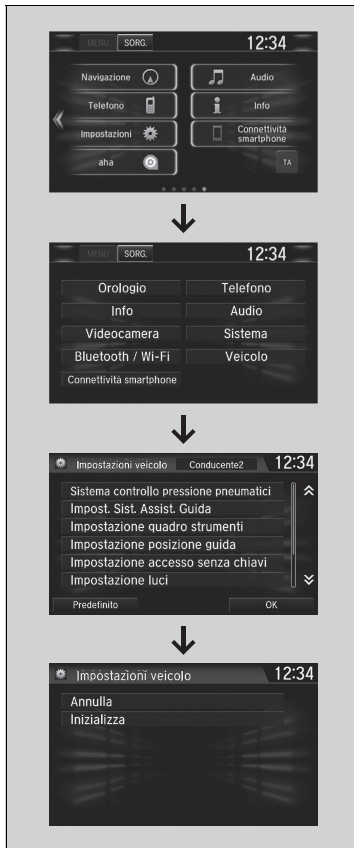 MENU SORG. 12:34
Navigazione Audio
Telefono Info
Impostazioni Connettività smartphone
aha TA
MENU SORG. 12:34
Orologio Telefono
Info Audio
Videocamera Sistema
Bluetooth / Wi-Fi Veicolo
Connettività smartphone
Impostazioni veicolo Conducente2 12:34
Sistema controllo pressione pneumatici
Impost. Sist. Assist. Guida
Impostazione quadro strumenti
Impostazione posizione guida
Impostazione accesso senza chiavi
Impostazione luci
Predefinito OK
Impostazioni veicolo 12:34
Annulla
Inizializza